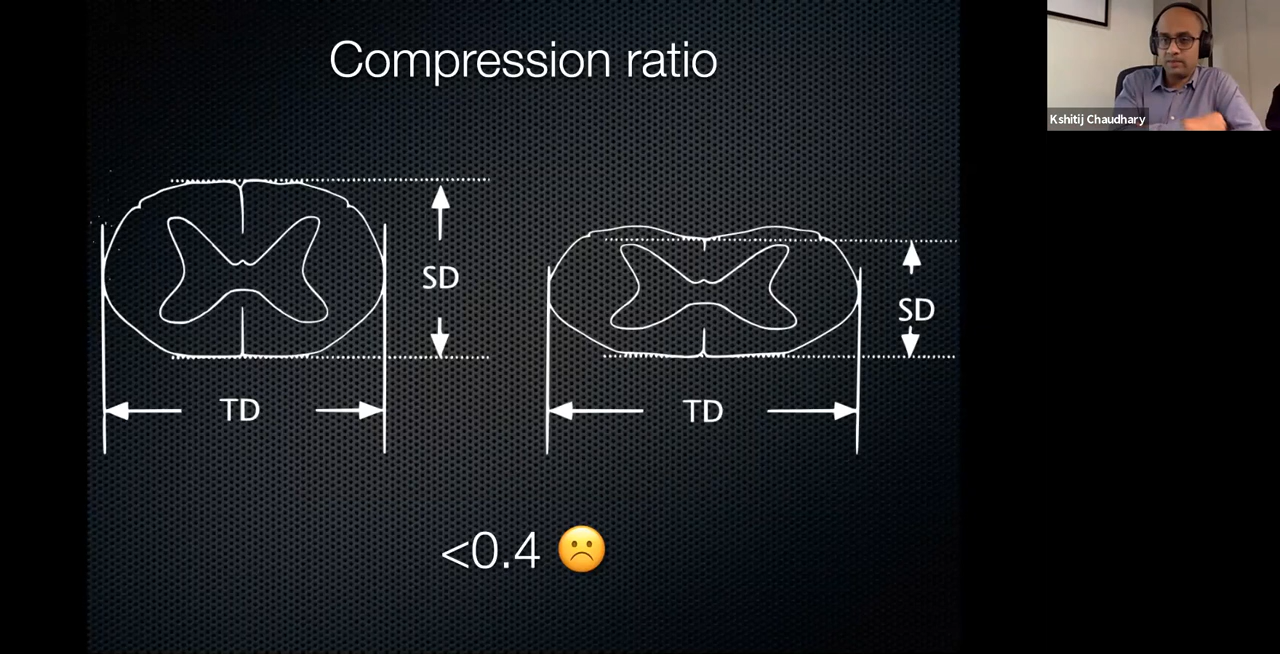 Compression ratio
Kshitij Chaudhary
SD
SD
TD
TD
<0.4 ☹️